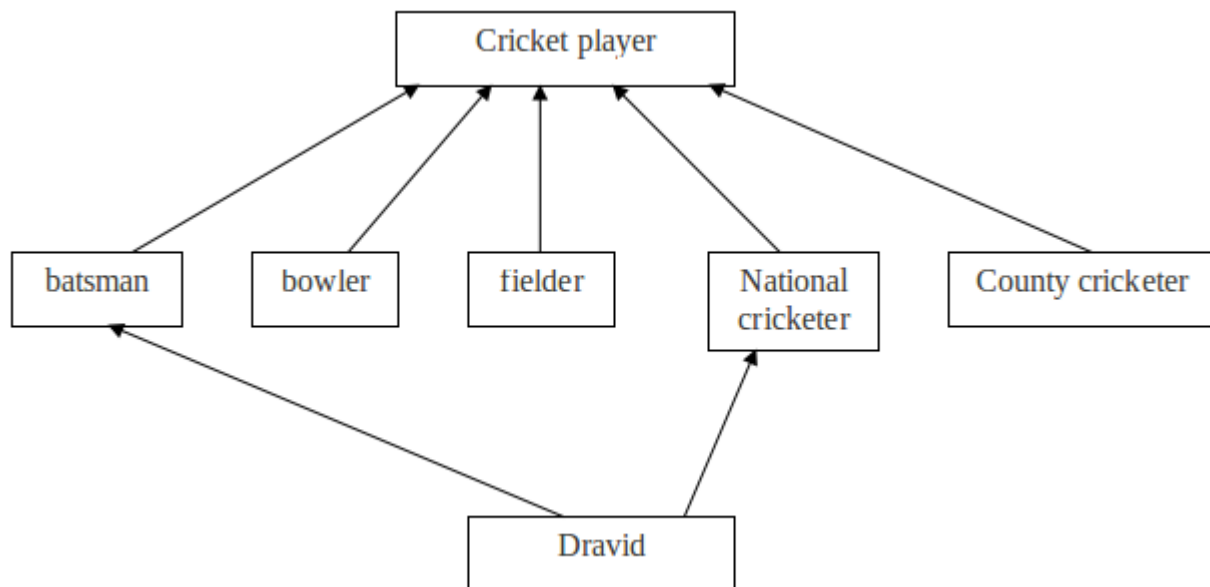 Cricket player
batsman
bowler
fielder
National
cricketer
County cricketer
Dravid